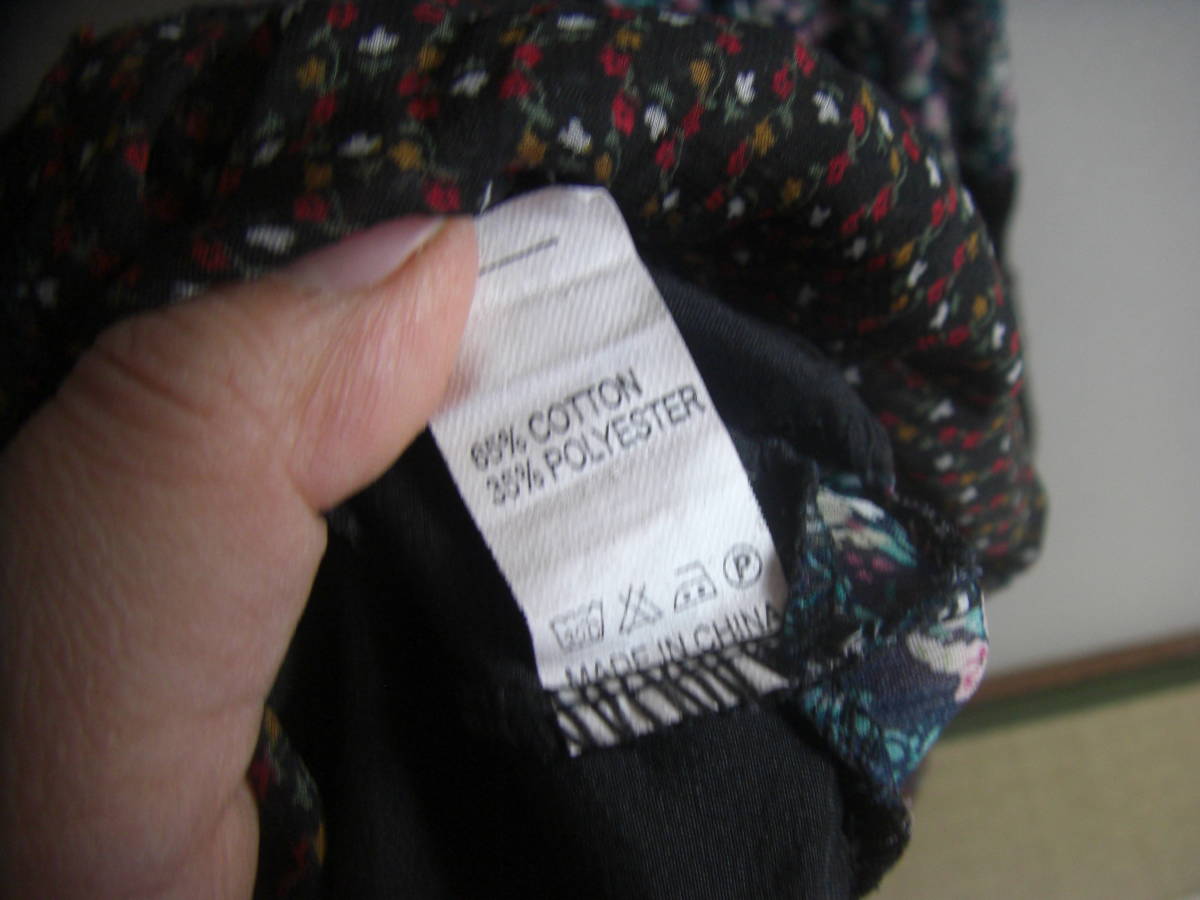 65% COTTON
35% POLYESTER
P
MADE IN CHINA